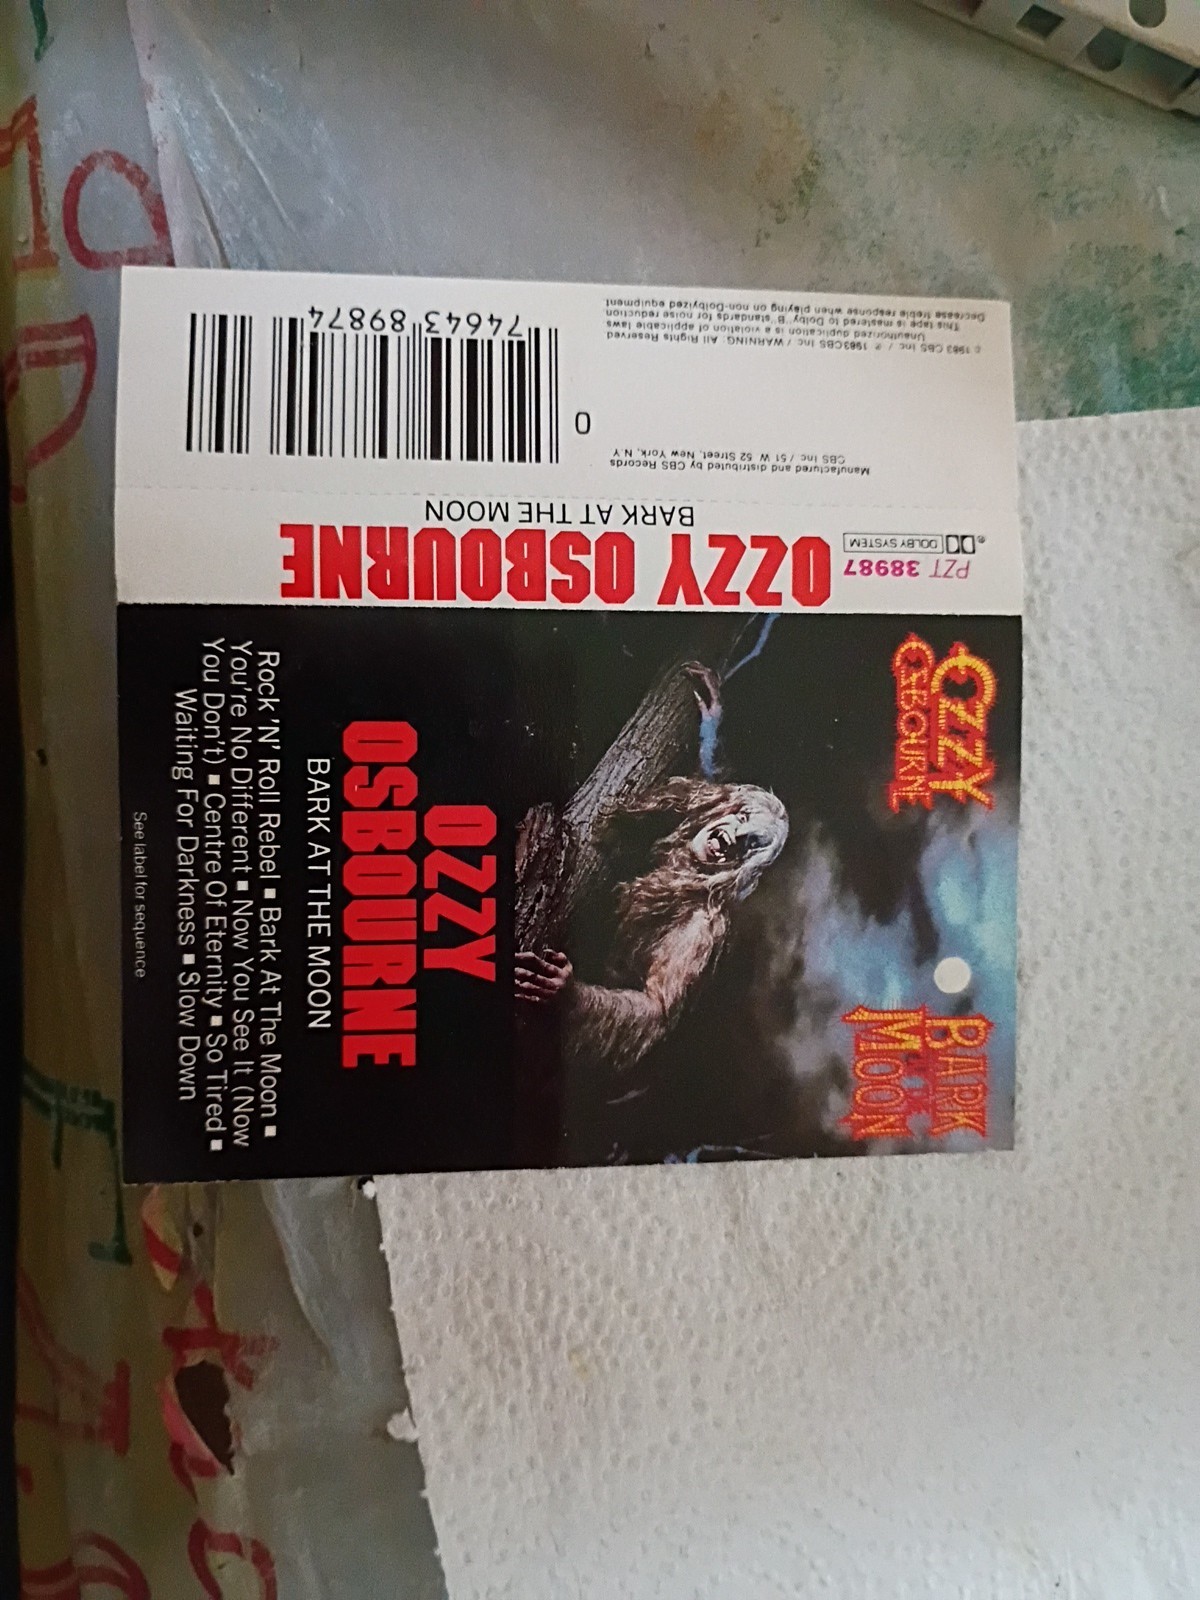 OZZY
OSBOURNE
BARK
AT THE
MOON
OZZY
OSBOURNE
BARK AT THE MOON
Rock 'N' Roll Rebel ▪ Bark At The Moon ▪
You're No Different ▪ Now You See It (Now
You Don't) ▪ Centre Of Eternity ▪ So Tired ▪
Waiting For Darkness ▪ Slow Down
See label for sequence
PZT 38987
DOLBY SYSTEM
OZZY OSBOURNE
BARK AT THE MOON
Manufactured and distributed by CBS Records
CBS Inc / 51 W 52 Street, New York, N.Y
© 1983 CBS Inc / ℗ 1983CBS Inc / WARNING: All Rights Reserved
Unauthorized duplication is a violation of applicable laws
This tape is mastered to Dolby "B" standards for noise reduction
Decrease treble response when playing on non-Dolbyized equipment
0
74643 89874